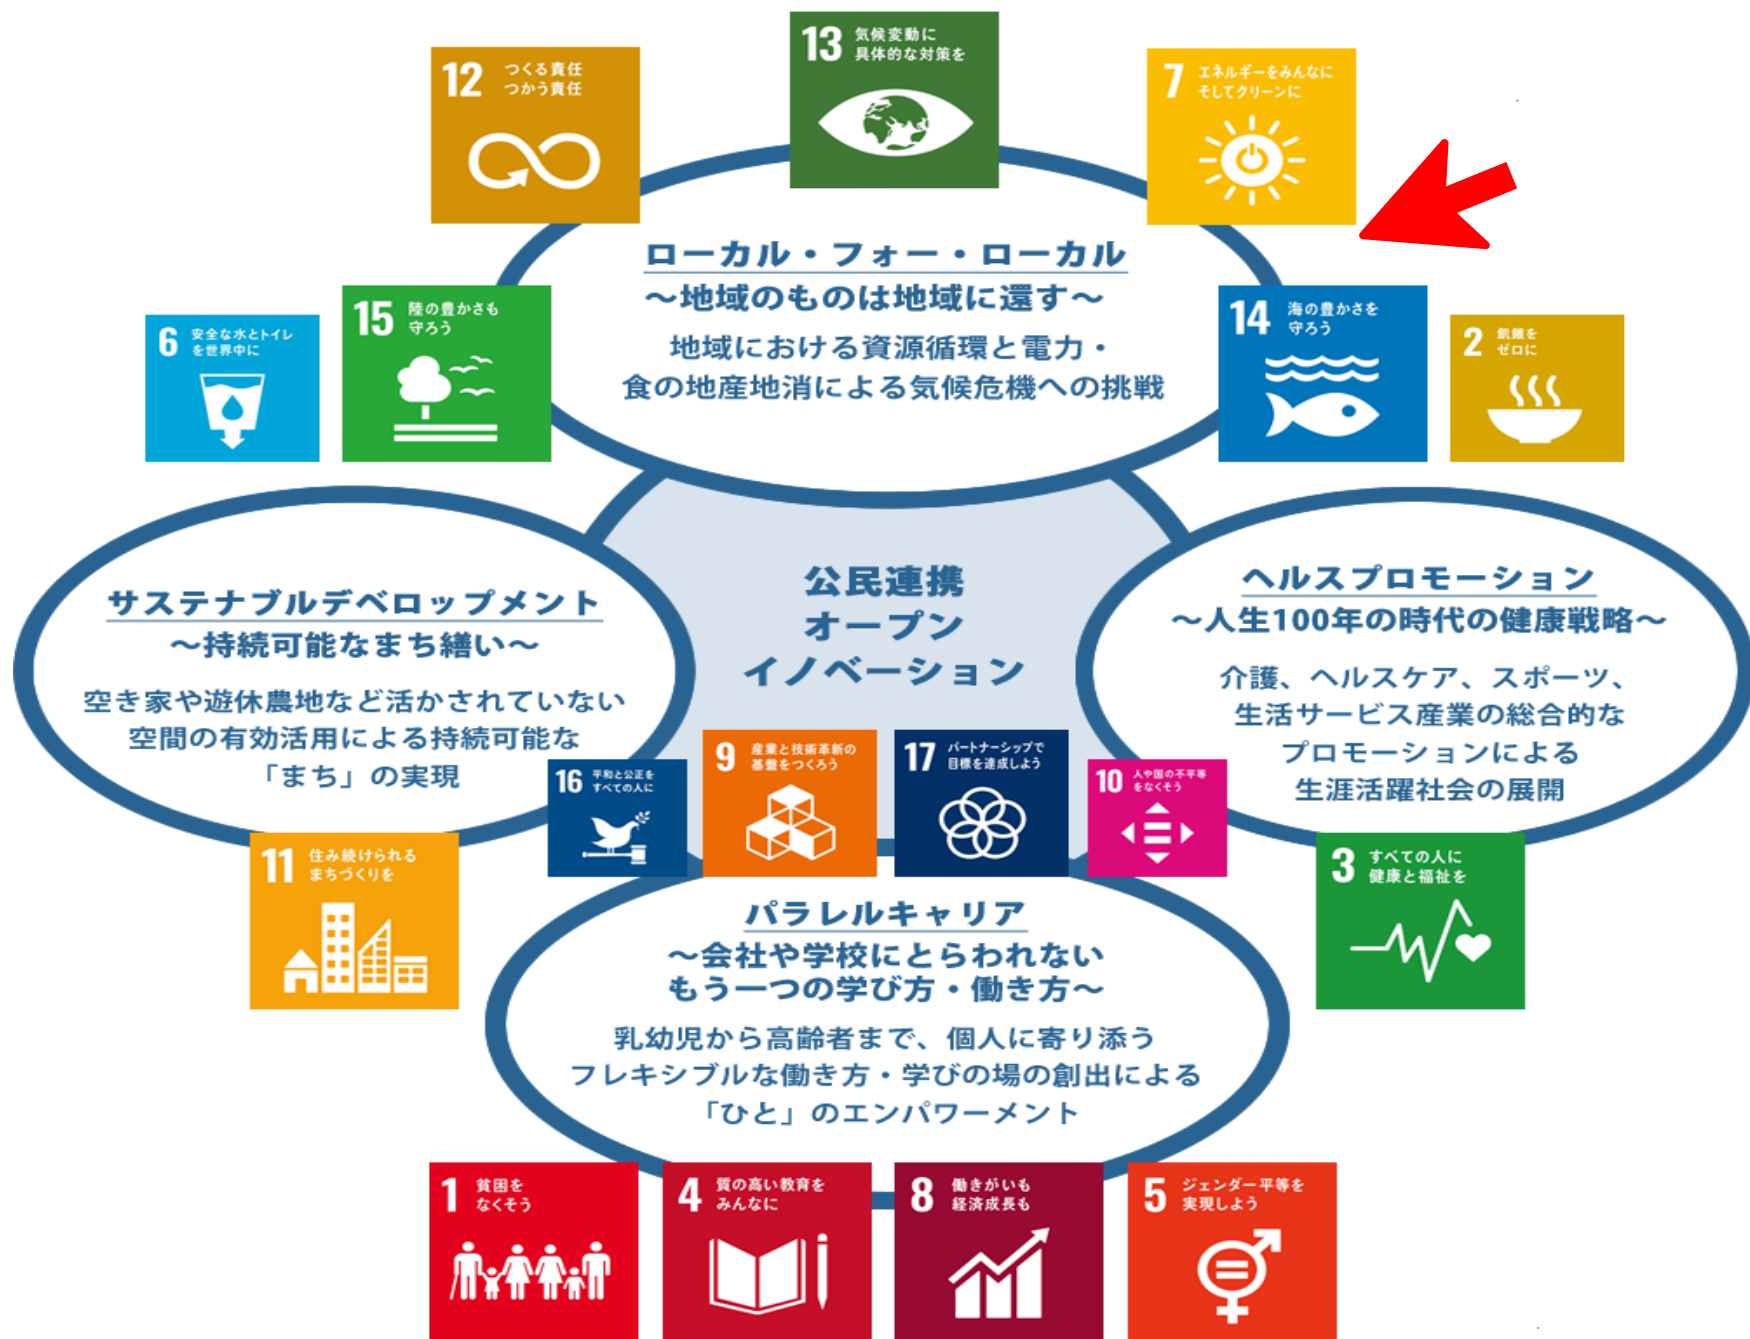 12 つくる責任
つかう責任
13 気候変動に
具体的な対策を
7 エネルギーをみんなに
そしてクリーンに
ローカル・フォー・ローカル
～地域のものは地域に還す～
地域における資源循環と電力・
食の地産地消による気候危機への挑戦
6 安全な水とトイレ
を世界中に
15 陸の豊かさも
守ろう
14 海の豊かさを
守ろう
2 飢餓を
ゼロに
公民連携
オープン
イノベーション
サステナブルデベロップメント
～持続可能なまち繕い～
空き家や遊休農地など活かされていない
空間の有効活用による持続可能な
「まち」の実現
ヘルスプロモーション
～人生100年の時代の健康戦略～
介護、ヘルスケア、スポーツ、
生活サービス産業の総合的な
プロモーションによる
生涯活躍社会の展開
16 平和と公正を
すべての人に
9 産業と技術革新の
基盤をつくろう
17 パートナーシップで
目標を達成しよう
10 人や国の不平等
をなくそう
11 住み続けられる
まちづくりを
3 すべての人に
健康と福祉を
パラレルキャリア
～会社や学校にとらわれない
もう一つの学び方・働き方～
乳幼児から高齢者まで、個人に寄り添う
フレキシブルな働き方・学びの場の創出による
「ひと」のエンパワーメント
1 貧困を
なくそう
4 質の高い教育を
みんなに
8 働きがいも
経済成長も
5 ジェンダー平等を
実現しよう